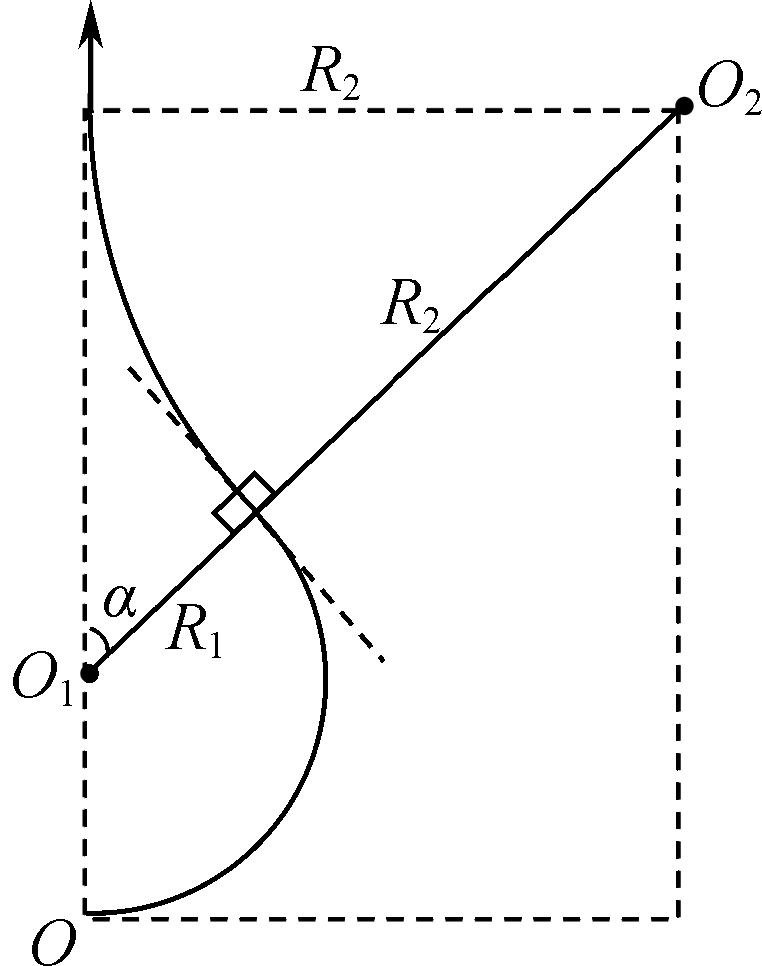 R₂
O₂
R₂
α
R₁
O₁
O